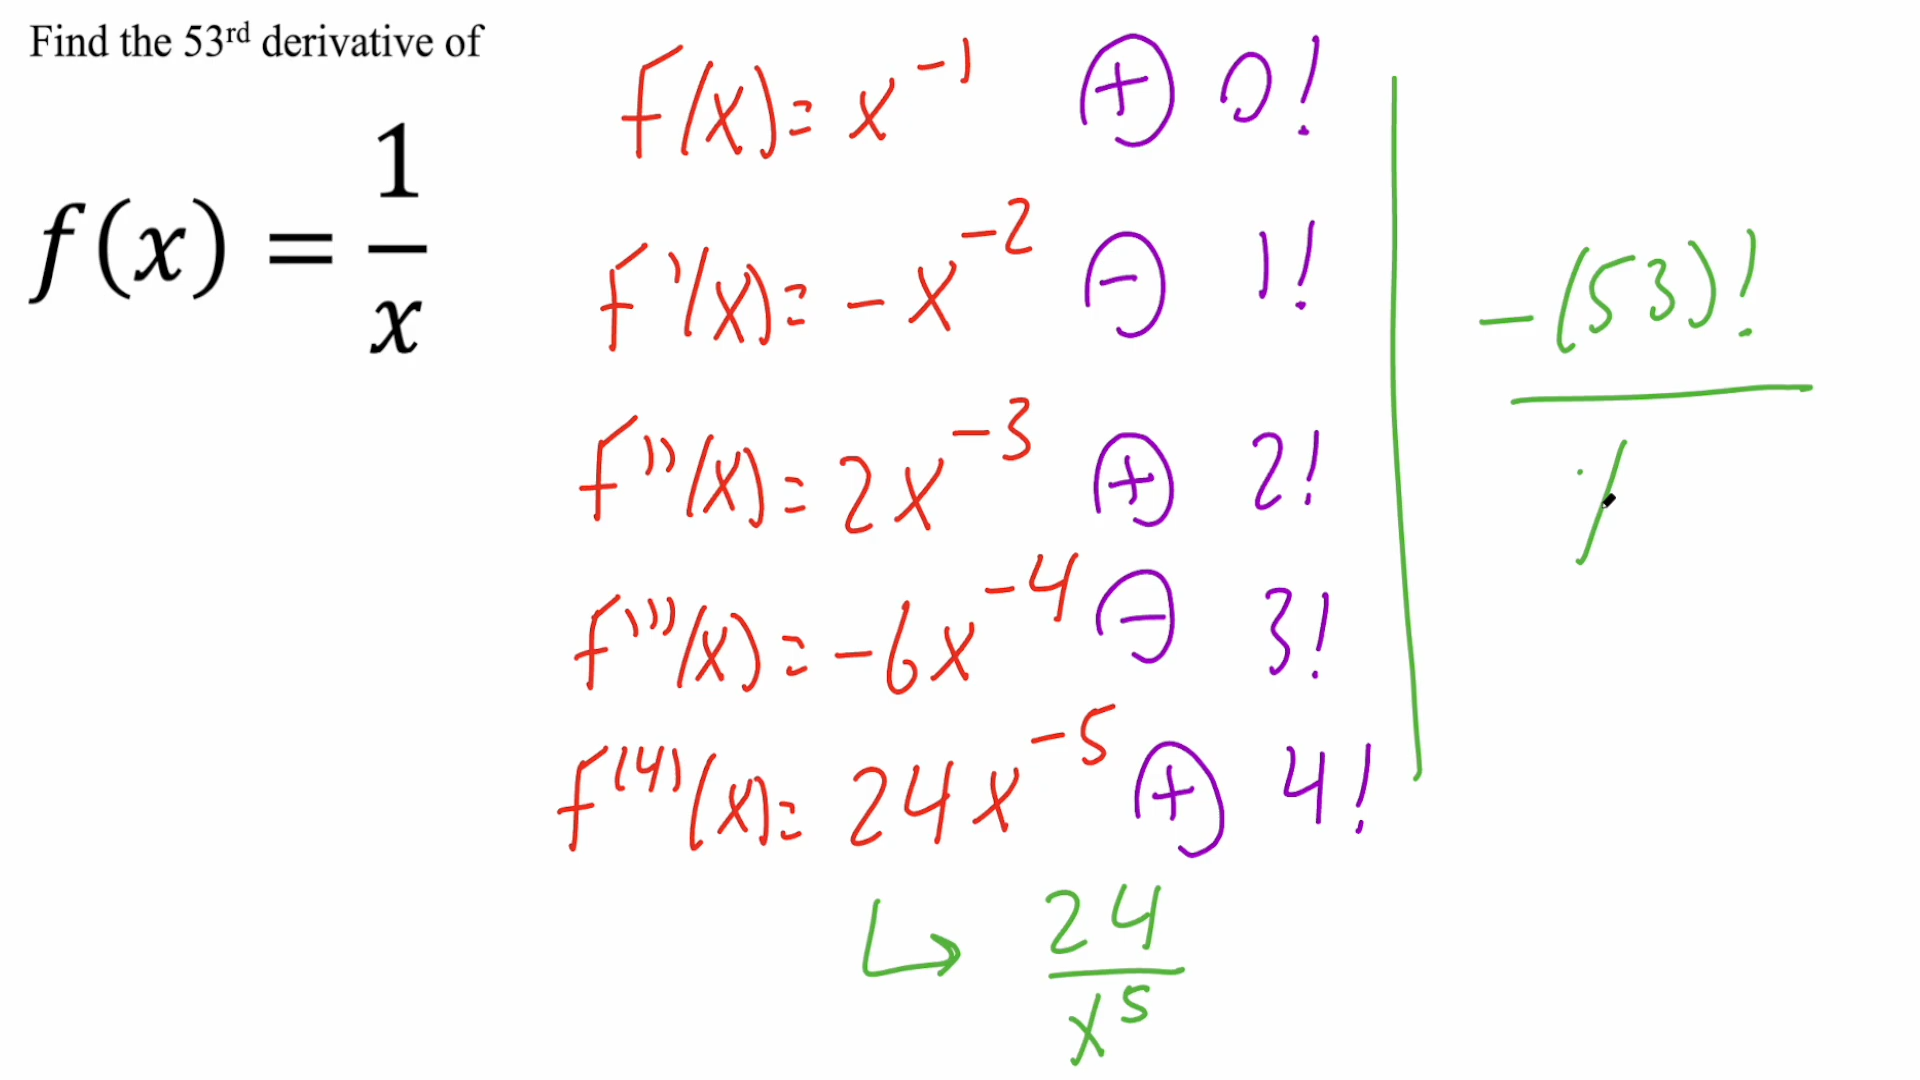 Find the 53rd derivative of
f(x) = 1/x
f(x) = x^-1 + 0!
f'(x) = -x^-2 - 1!
f''(x) = 2x^-3 + 2!
f'''(x) = -6x^-4 - 3!
f^(4)(x) = 24x^-5 + 4!
24
x^5
-(53)!